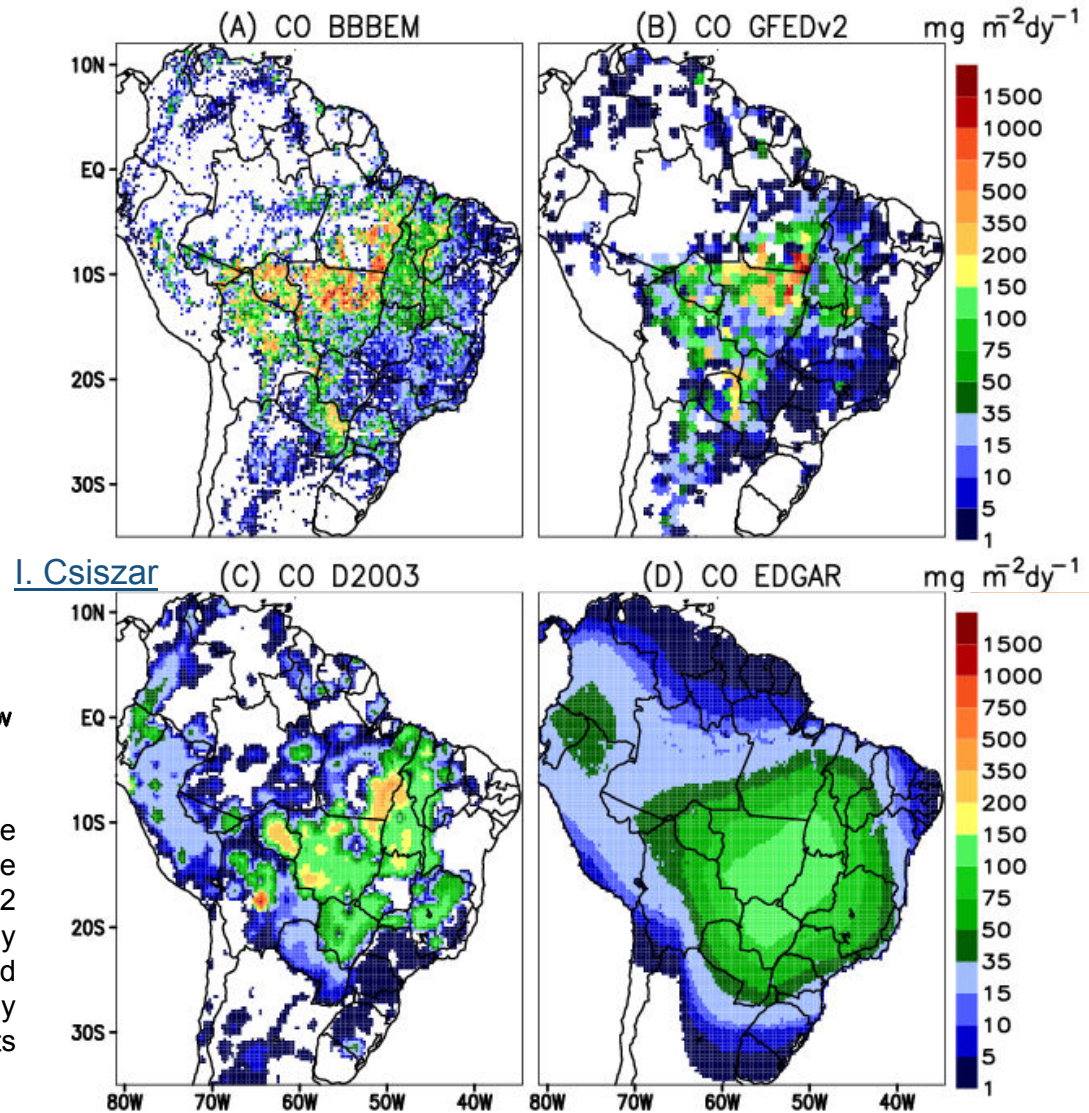 (A) CO BBBEM
(B) CO GFEDv2
mg m⁻²dy⁻¹
10N
EQ
10S
20S
30S
1500
1000
750
500
350
200
150
100
75
50
35
15
10
5
1
I. Csiszar
(C) CO D2003
(D) CO EDGAR
mg m⁻²dy⁻¹
10N
EQ
10S
20S
30S
w
e
e
2
y
d
y
ts
1500
1000
750
500
350
200
150
100
75
50
35
15
10
5
1
80W 70W 60W 50W 40W
80W 70W 60W 50W 40W